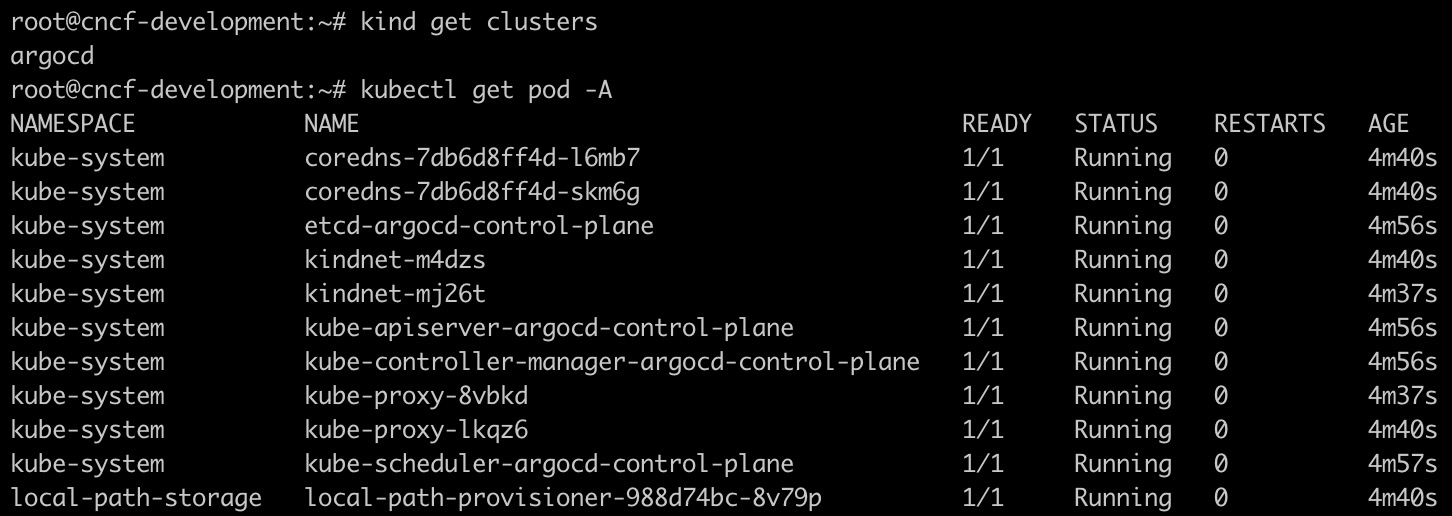 root@cncf-development:~# kind get clusters
argocd
root@cncf-development:~# kubectl get pod -A
NAMESPACE            NAME                                           READY   STATUS    RESTARTS   AGE
kube-system          coredns-7db6d8ff4d-l6mb7                       1/1     Running   0          4m40s
kube-system          coredns-7db6d8ff4d-skm6g                       1/1     Running   0          4m40s
kube-system          etcd-argocd-control-plane                      1/1     Running   0          4m56s
kube-system          kindnet-m4dzs                                  1/1     Running   0          4m40s
kube-system          kindnet-mj26t                                  1/1     Running   0          4m37s
kube-system          kube-apiserver-argocd-control-plane            1/1     Running   0          4m56s
kube-system          kube-controller-manager-argocd-control-plane   1/1     Running   0          4m56s
kube-system          kube-proxy-8vbkd                               1/1     Running   0          4m37s
kube-system          kube-proxy-lkqz6                               1/1     Running   0          4m40s
kube-system          kube-scheduler-argocd-control-plane            1/1     Running   0          4m57s
local-path-storage   local-path-provisioner-988d74bc-8v79p          1/1     Running   0          4m40s